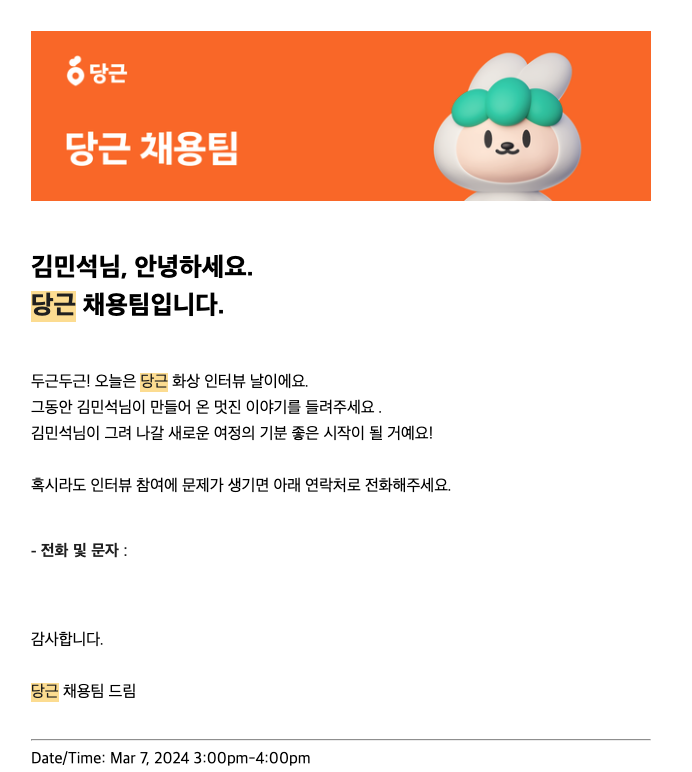 당근
당근 채용팀
김민석님, 안녕하세요.
당근 채용팀입니다.
두근두근! 오늘은 당근 화상 인터뷰 날이에요.
그동안 김민석님이 만들어 온 멋진 이야기를 들려주세요 .
김민석님이 그려 나갈 새로운 여정의 기분 좋은 시작이 될 거예요!
혹시라도 인터뷰 참여에 문제가 생기면 아래 연락처로 전화해주세요.
- 전화 및 문자 :
감사합니다.
당근 채용팀 드림
Date/Time: Mar 7, 2024 3:00pm-4:00pm